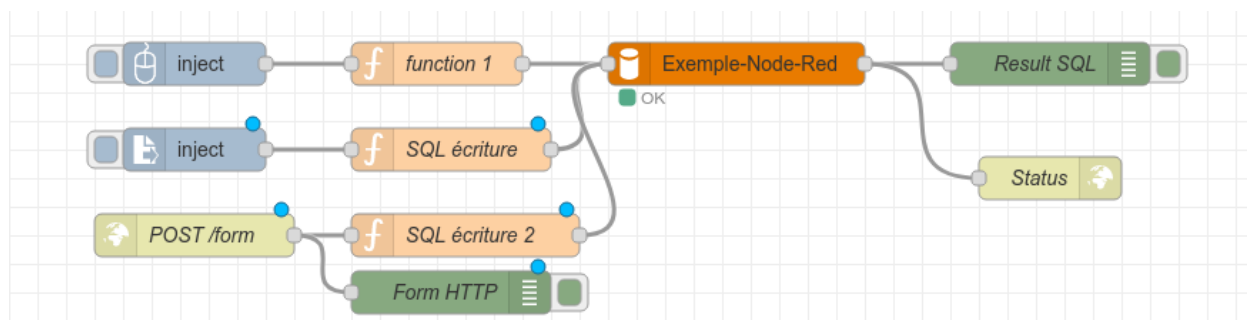 inject
function 1
Exemple-Node-Red
Result SQL
OK
inject
SQL écriture
Status
POST /form
SQL écriture 2
Form HTTP